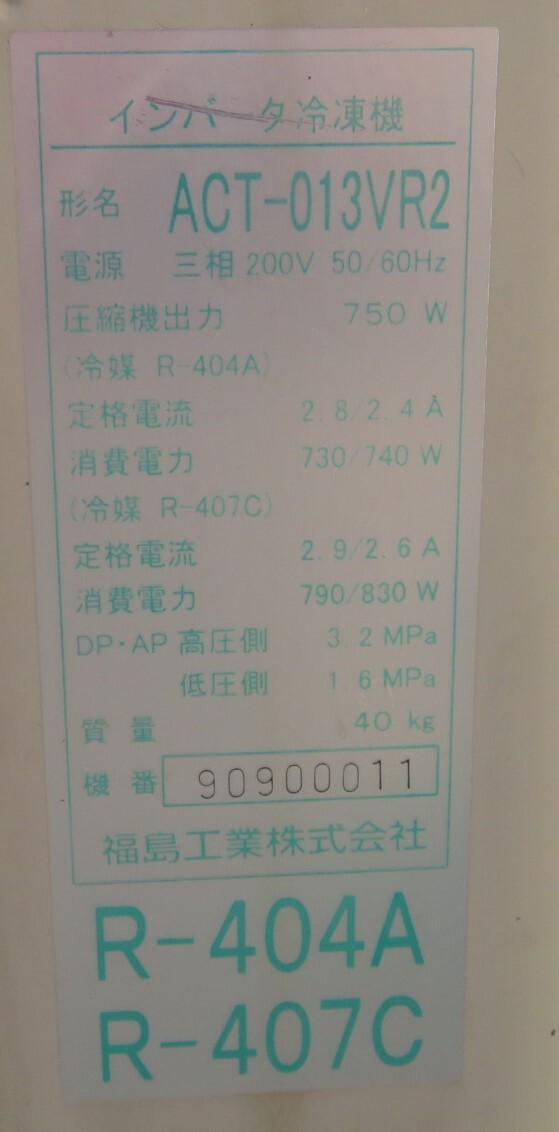 インバータ冷凍機
形名 ACT-013VR2
電源 三相 200V 50/60Hz
圧縮機出力 750 W
(冷媒 R-404A)
定格電流 2.8/2.4 A
消費電力 730/740 W
(冷媒 R-407C)
定格電流 2.9/2.6 A
消費電力 790/830 W
DP・AP 高圧側 3.2 MPa
低圧側 1.6 MPa
質量 40 kg
機番 90900011
福島工業株式会社
R-404A
R-407C